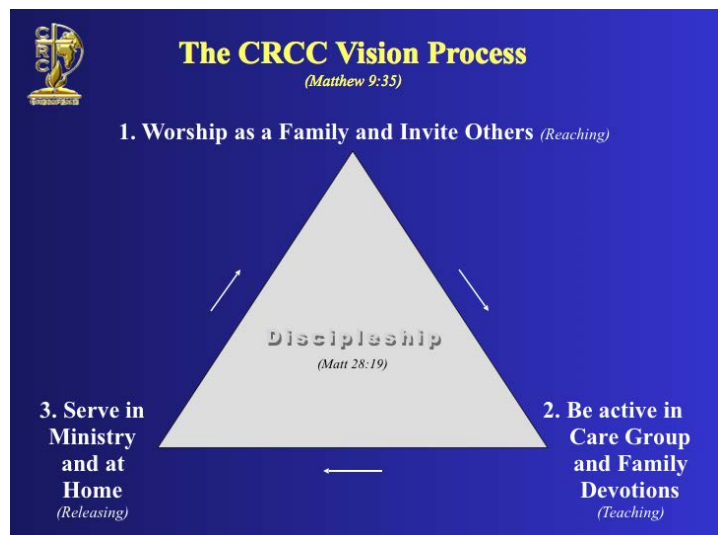 CRC
The CRCC Vision Process
(Matthew 9:35)
1. Worship as a Family and Invite Others (Reaching)
Discipleship
(Matt 28:19)
3. Serve in
Ministry
and at
Home
(Releasing)
2. Be active in
Care Group
and Family
Devotions
(Teaching)